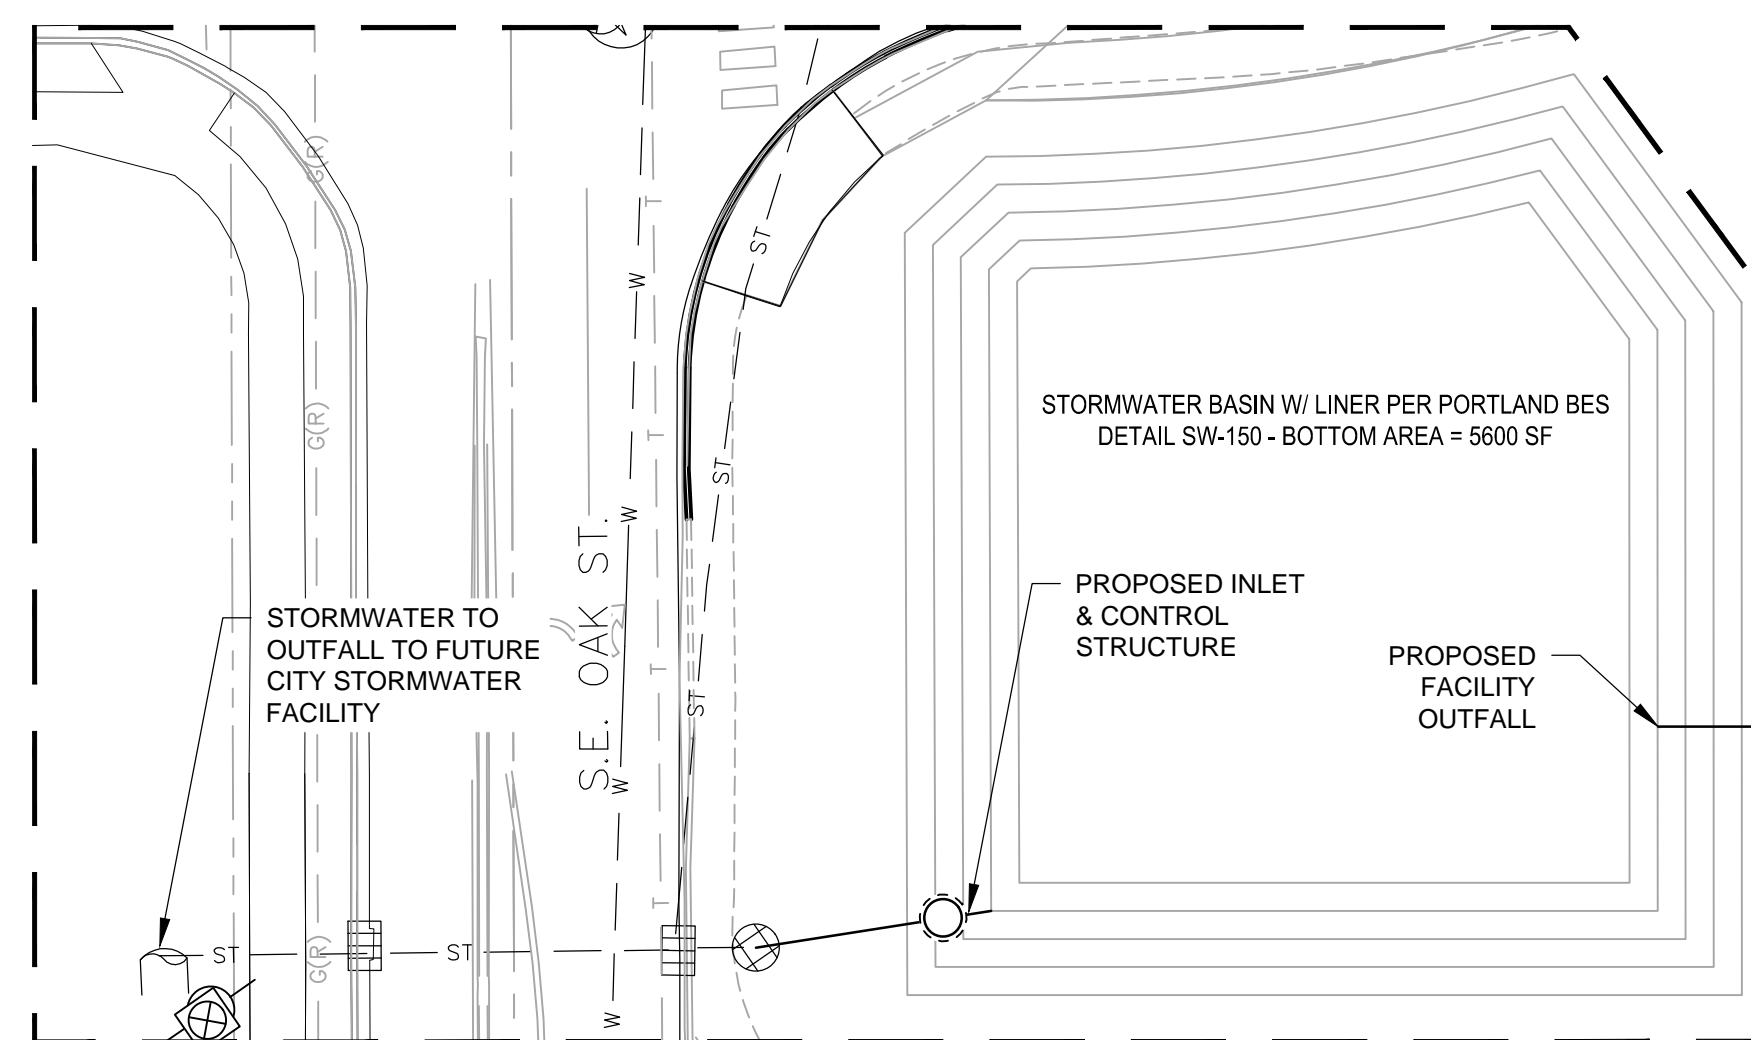 STORMWATER BASIN W/ LINER PER PORTLAND BES
DETAIL SW-150 - BOTTOM AREA = 5600 SF
PROPOSED INLET
& CONTROL
STRUCTURE
PROPOSED
FACILITY
OUTFALL
STORMWATER TO
OUTFALL TO FUTURE
CITY STORMWATER
FACILITY
S.E. OAK ST.
G(R)
G(R)
G(R)
W
W
W
W
T
T
T
T
ST
ST
ST
ST
ST